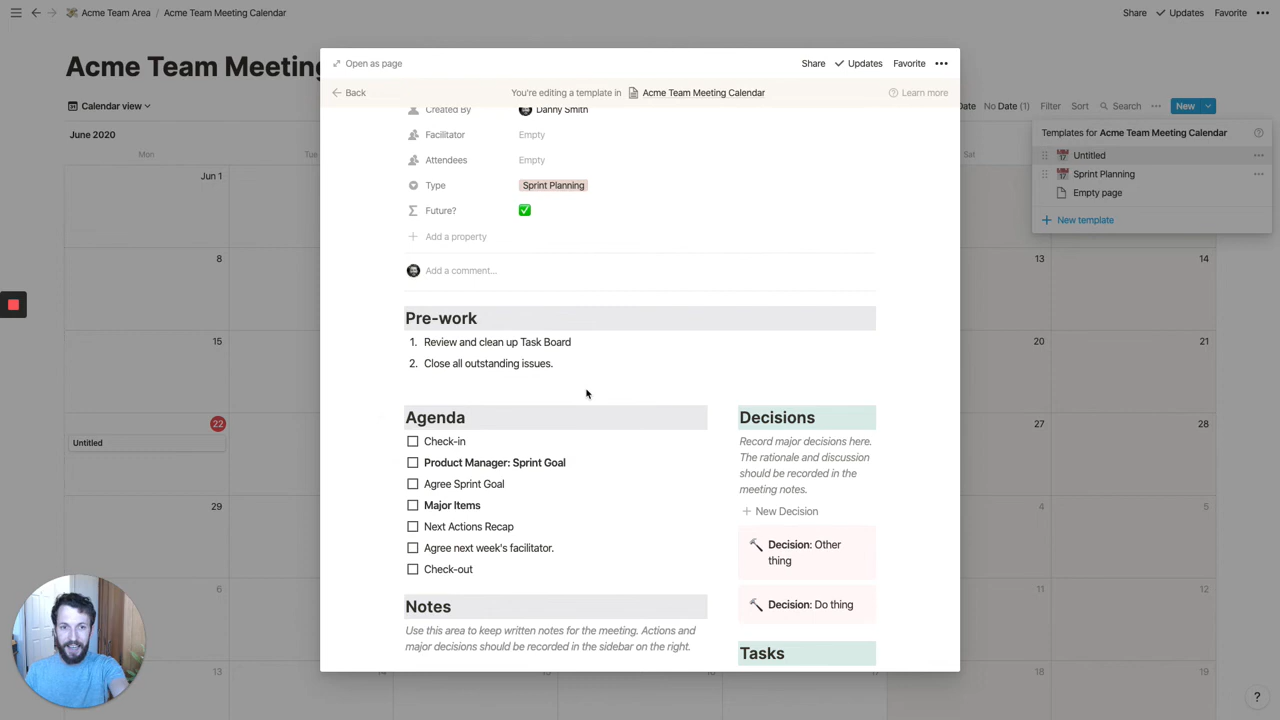 Acme Team Area / Acme Team Meeting Calendar
Share Updates Favorite
Acme Team Meeting
Calendar view
Date No Date (1) Filter Sort Search New
June 2020
Mon Tue Sat
Jun 1
8 13 14
15 20 21
22 27 28
Untitled
29 4 5
6 11 12
13 14 17 18 19
Open as page
Share Updates Favorite
Back
You're editing a template in Acme Team Meeting Calendar
Learn more
Created By Danny Smith
Facilitator Empty
Attendees Empty
Type Sprint Planning
Future?
Add a property
Add a comment...
Pre-work
1. Review and clean up Task Board
2. Close all outstanding issues.
Agenda
Check-in
Product Manager: Sprint Goal
Agree Sprint Goal
Major Items
Next Actions Recap
Agree next week's facilitator.
Check-out
Notes
Use this area to keep written notes for the meeting. Actions and
major decisions should be recorded in the sidebar on the right.
Decisions
Record major decisions here.
The rationale and discussion
should be recorded in the
meeting notes.
New Decision
Decision: Other
thing
Decision: Do thing
Tasks
Templates for Acme Team Meeting Calendar
Untitled
Sprint Planning
Empty page
New template
?